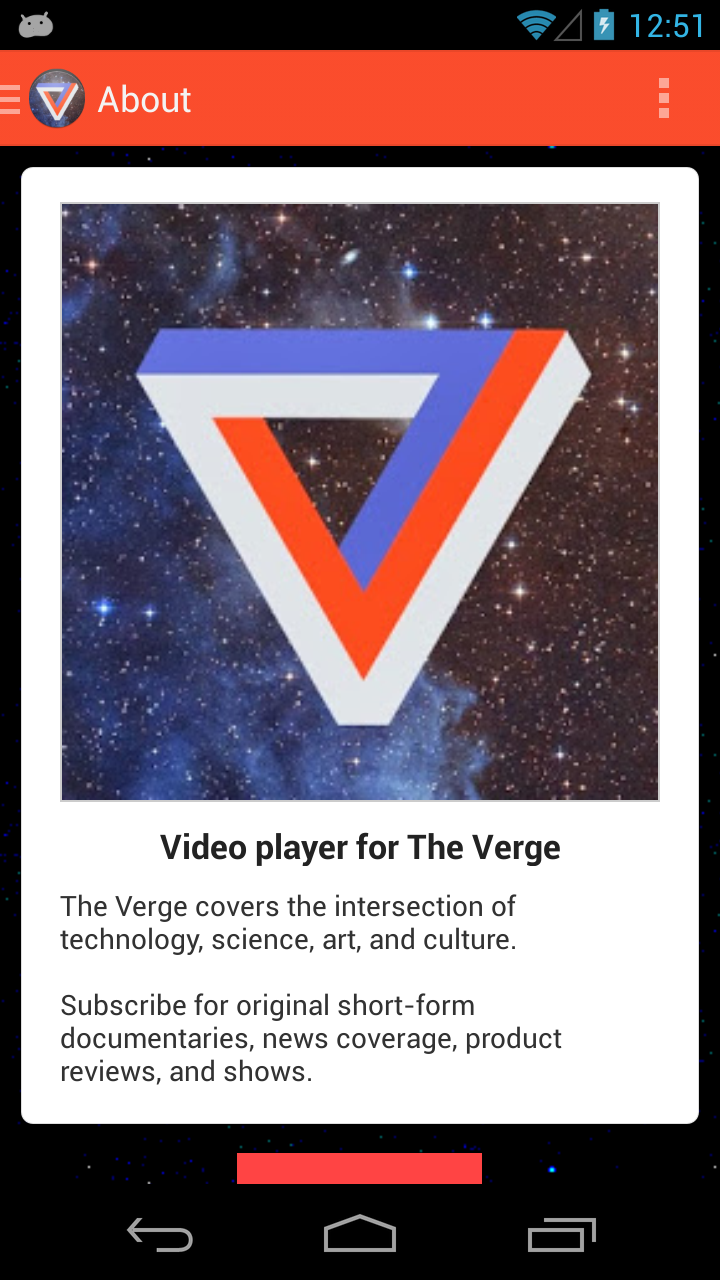 12:51
About
Video player for The Verge
The Verge covers the intersection of
technology, science, art, and culture.
Subscribe for original short-form
documentaries, news coverage, product
reviews, and shows.